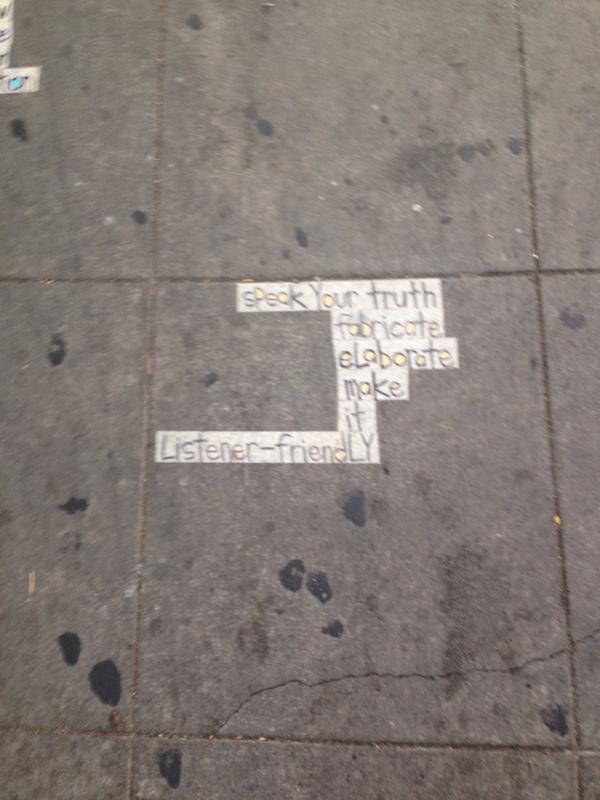 speak Your truth
fabricate
eLaborate
make
it
Listener-friendLY